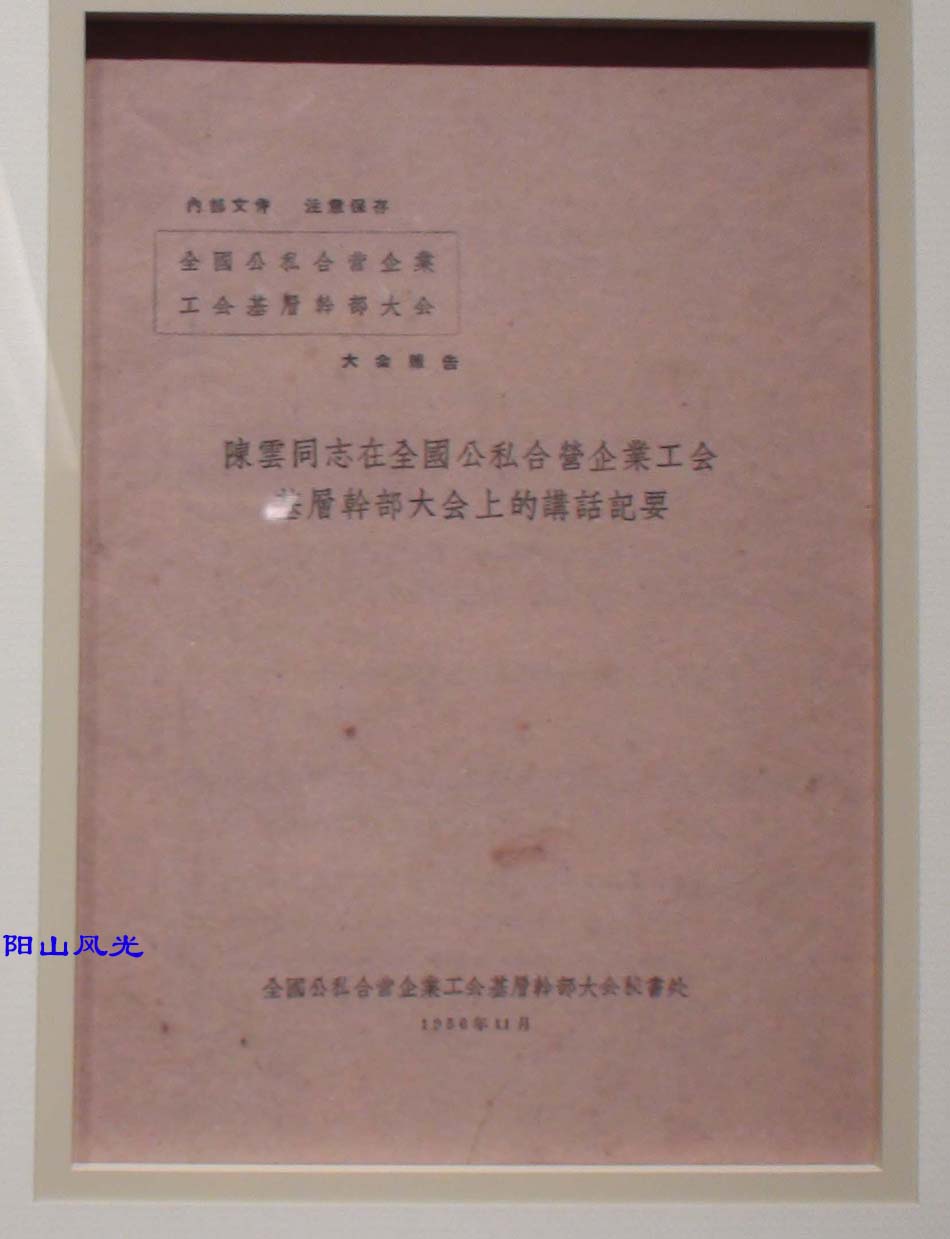 內部文件 注意保存
全國公私合营企業
工会基層幹部大会
大会報告
陳雲同志在全國公私合營企業工会
基層幹部大会上的講話記要
全國公私合营企業工会基層幹部大会秘書处
1956年11月
阳山风光